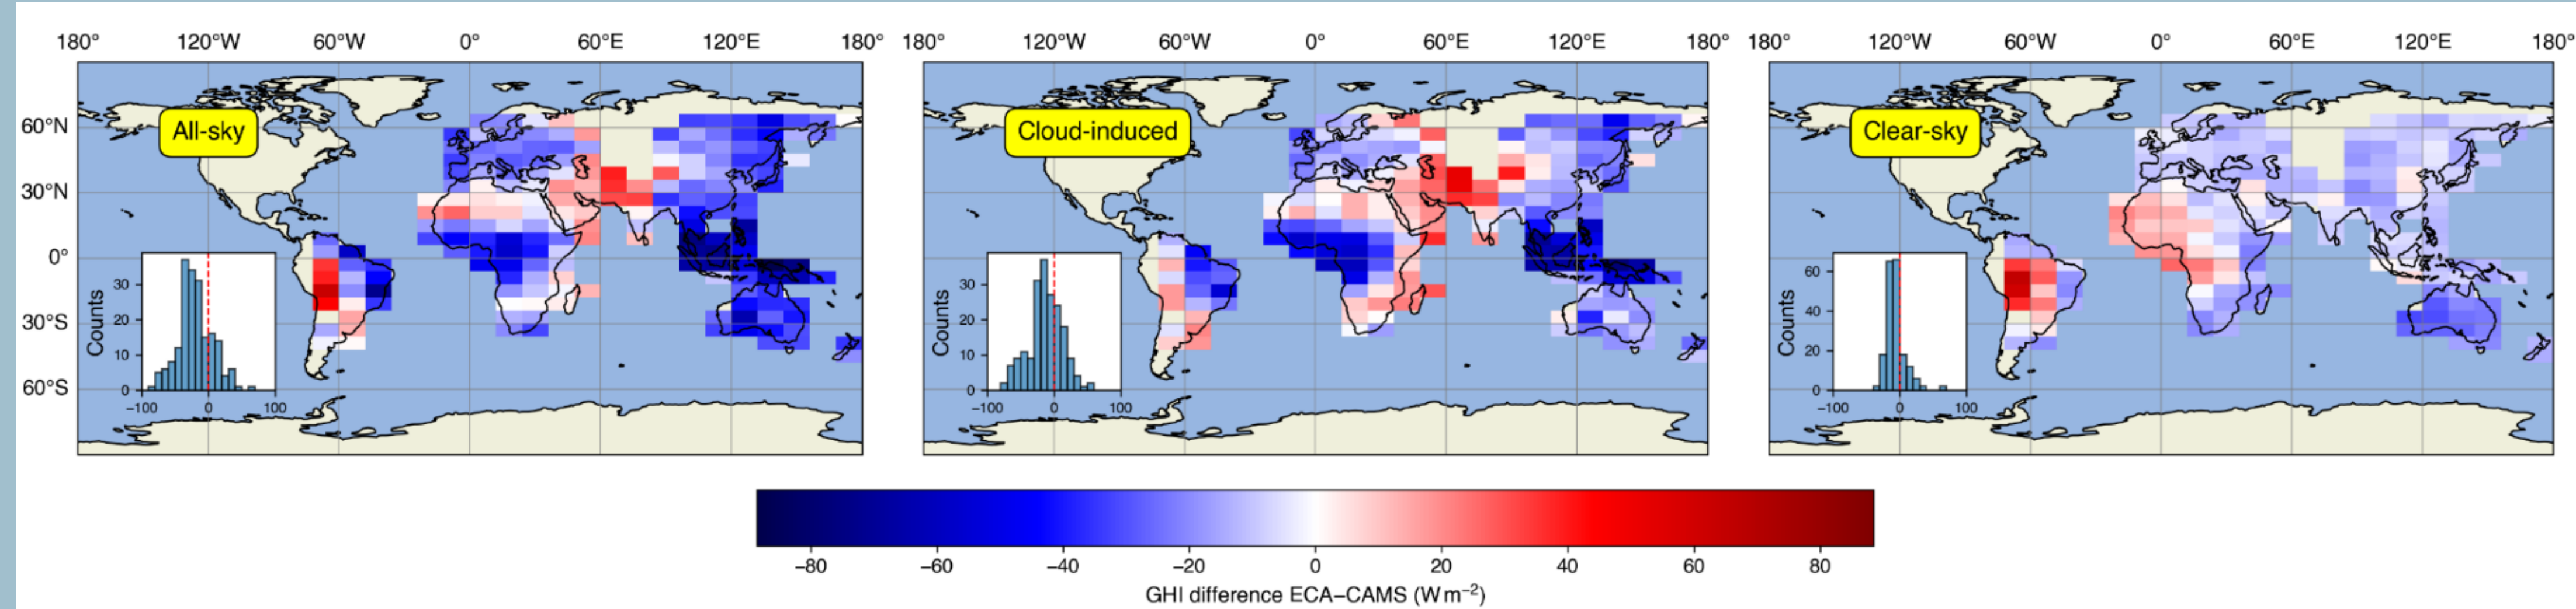 180° 120°W 60°W 0° 60°E 120°E 180° 180° 120°W 60°W 0° 60°E 120°E 180° 180° 120°W 60°W 0° 60°E 120°E 180°
60°N
30°N
0°
30°S
60°S
All-sky
Counts
30
20
10
0
−100 0 100
Cloud-induced
Counts
30
20
10
0
−100 0 100
Clear-sky
Counts
60
40
20
0
−100 0 100
−80 −60 −40 −20 0 20 40 60 80
GHI difference ECA−CAMS (W m⁻²)